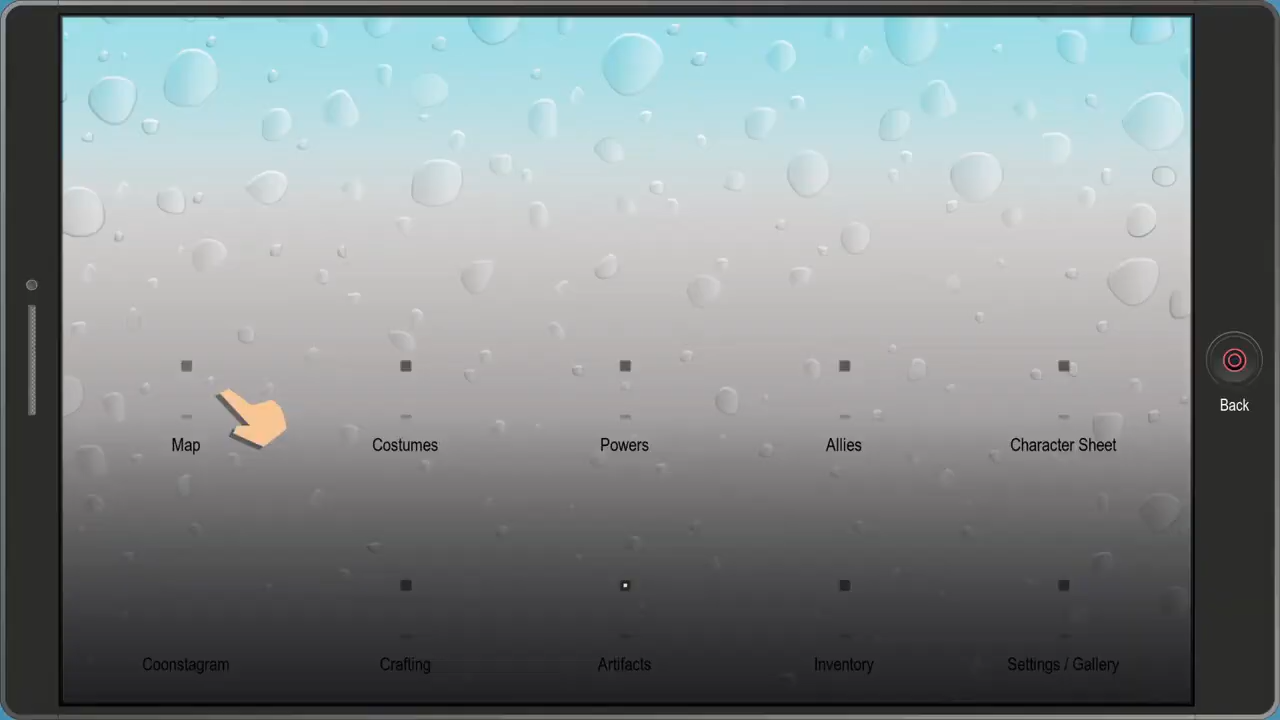 Back
Map
Costumes
Powers
Allies
Character Sheet
Coonstagram
Crafting
Artifacts
Inventory
Settings / Gallery